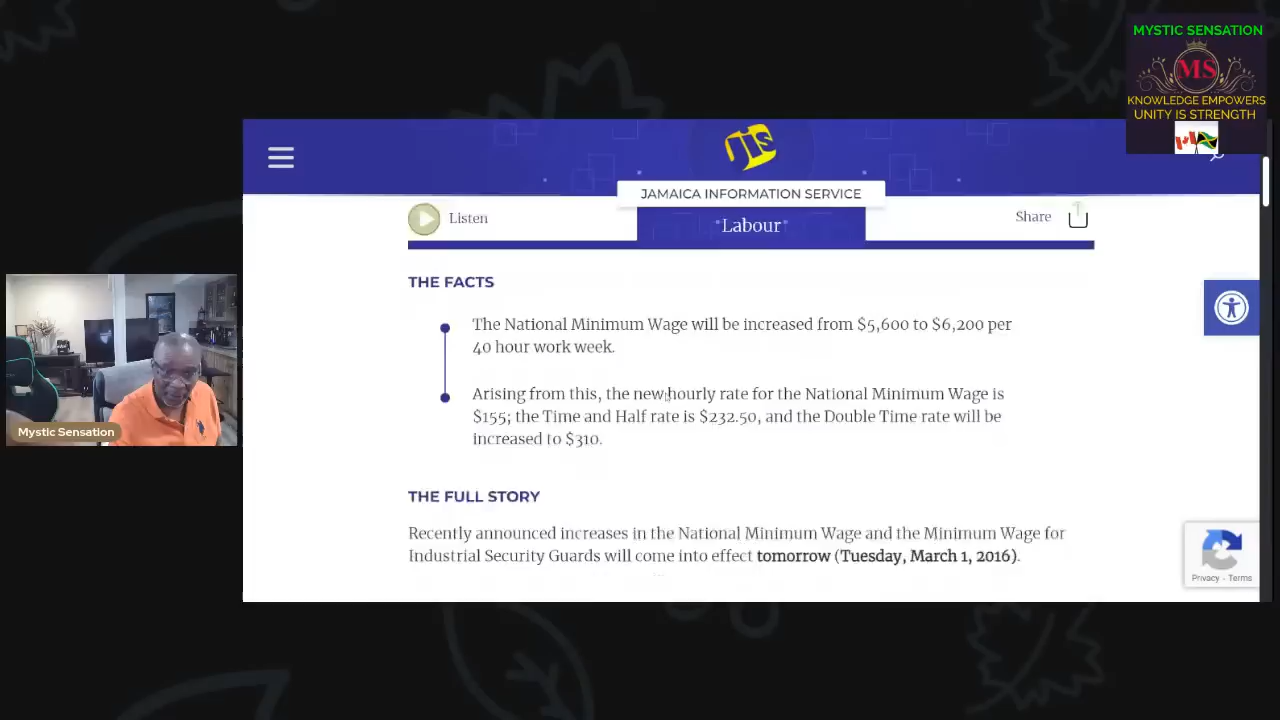 MYSTIC SENSATION
MS
KNOWLEDGE EMPOWERS
UNITY IS STRENGTH
JIS
JAMAICA INFORMATION SERVICE
Listen
Labour
Share
THE FACTS
The National Minimum Wage will be increased from $5,600 to $6,200 per
40 hour work week.
Arising from this, the new hourly rate for the National Minimum Wage is
$155; the Time and Half rate is $232.50, and the Double Time rate will be
increased to $310.
Mystic Sensation
THE FULL STORY
Recently announced increases in the National Minimum Wage and the Minimum Wage for
Industrial Security Guards will come into effect tomorrow (Tuesday, March 1, 2016).
Privacy - Terms